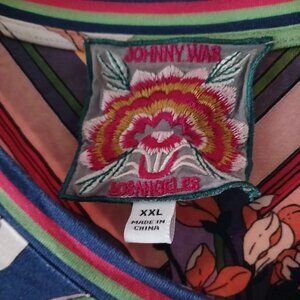 JOHNNY WAS
LOS ANGELES
XXL
MADE IN
CHINA